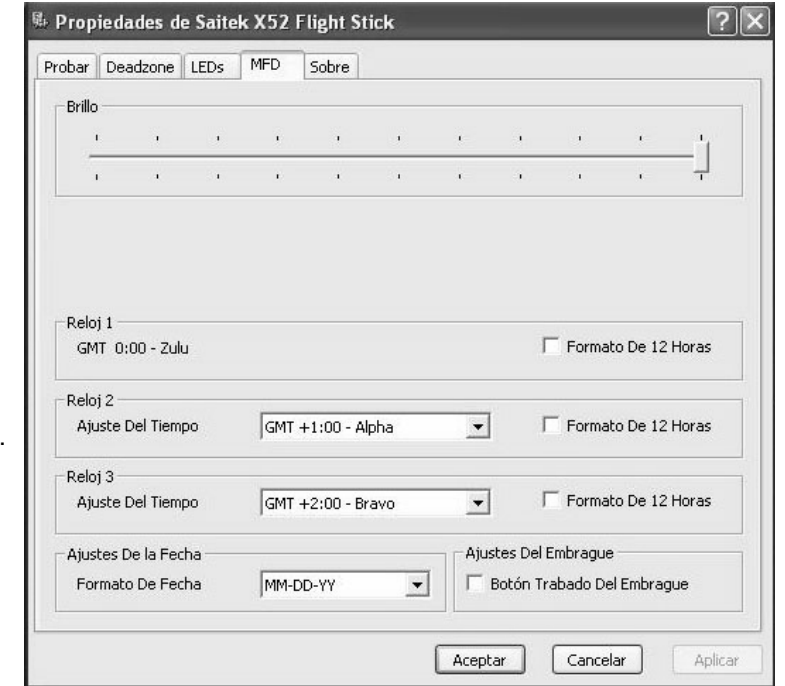 Propiedades de Saitek X52 Flight Stick
Probar Deadzone LEDs MFD Sobre
Brillo
Reloj 1
GMT 0:00 - Zulu Formato De 12 Horas
Reloj 2
Ajuste Del Tiempo GMT +1:00 - Alpha Formato De 12 Horas
Reloj 3
Ajuste Del Tiempo GMT +2:00 - Bravo Formato De 12 Horas
Ajustes De la Fecha Ajustes Del Embrague
Formato De Fecha MM-DD-YY Botón Trabado Del Embrague
Aceptar Cancelar Aplicar